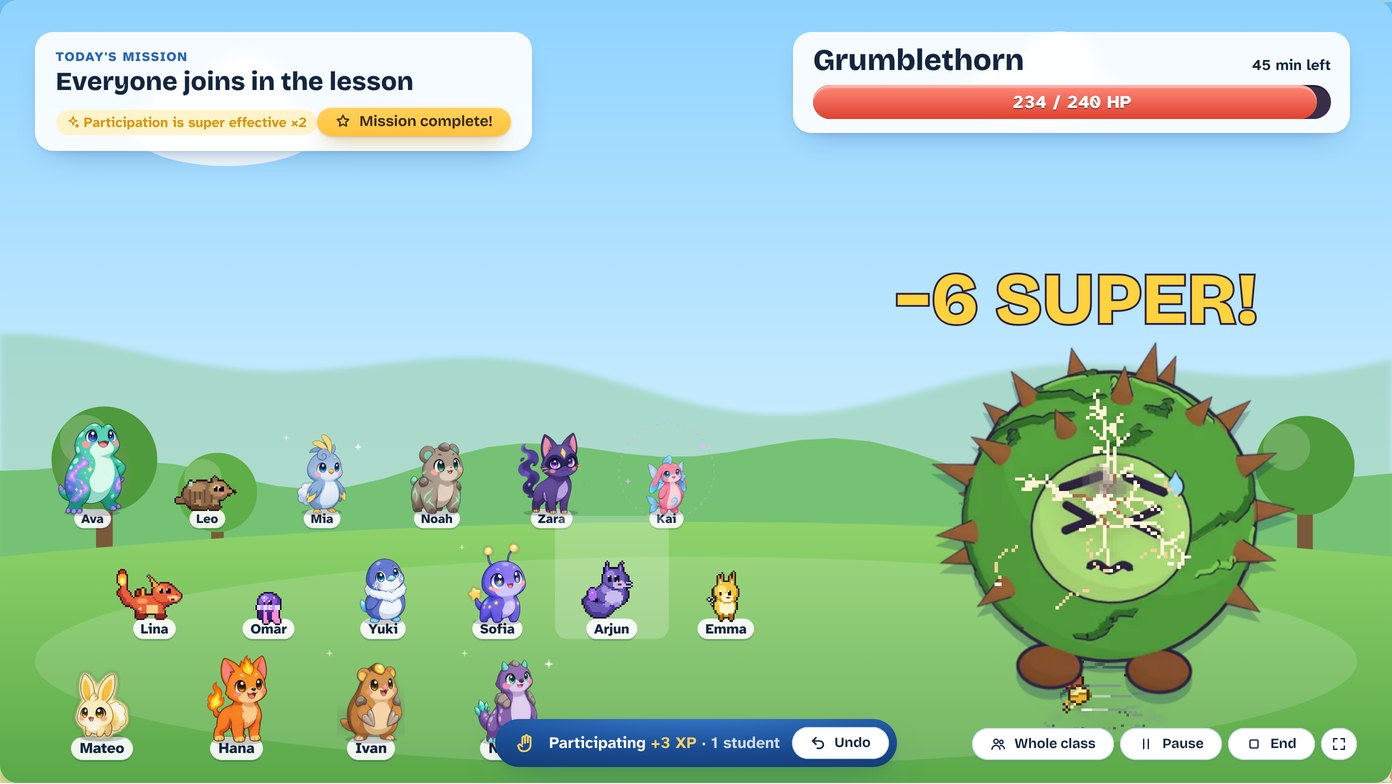 TODAY'S MISSION
Everyone joins in the lesson
Participation is super effective ×2
Mission complete!
Grumblethorn
45 min left
234 / 240 HP
−6 SUPER!
Ava
Leo
Mia
Noah
Zara
Kai
Lina
Omar
Yuki
Sofia
Arjun
Emma
Mateo
Hana
Ivan
Participating +3 XP · 1 student
Undo
Whole class
Pause
End